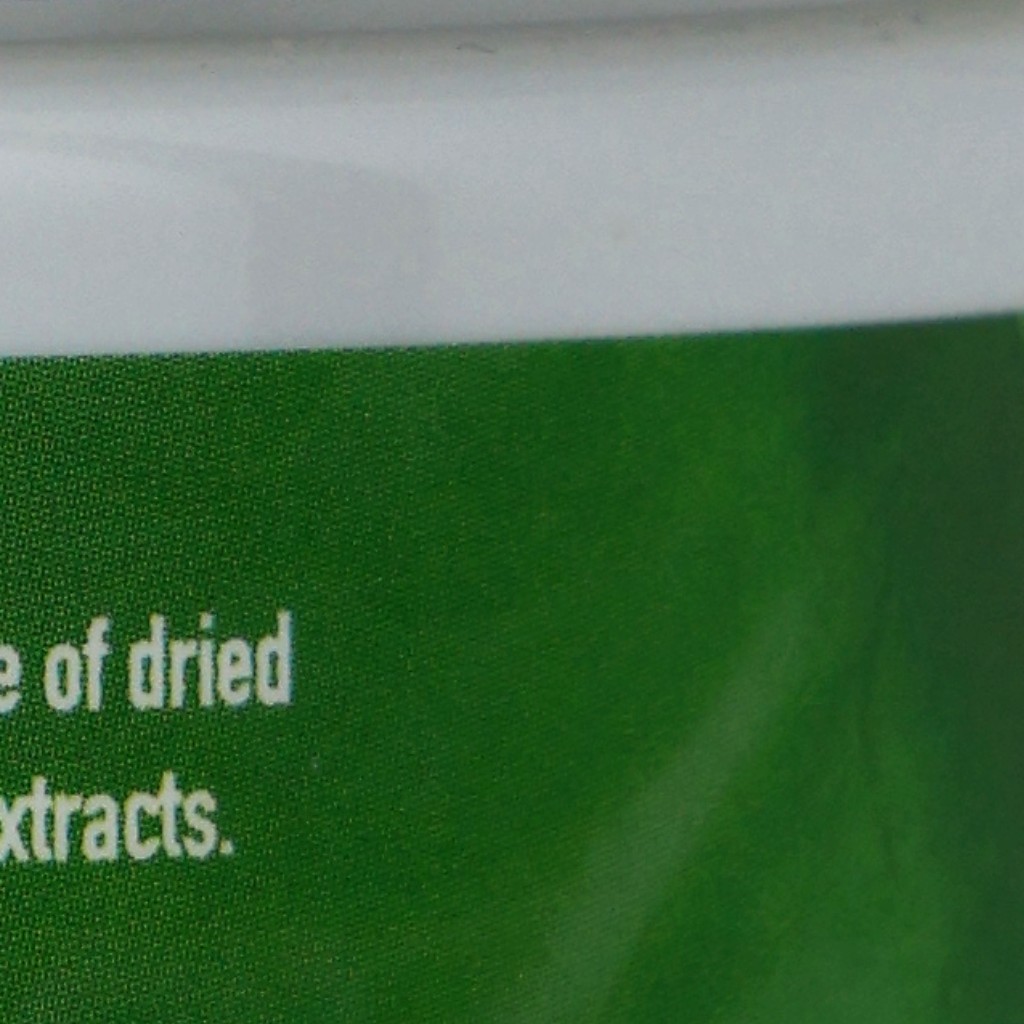 e of dried
xtracts.